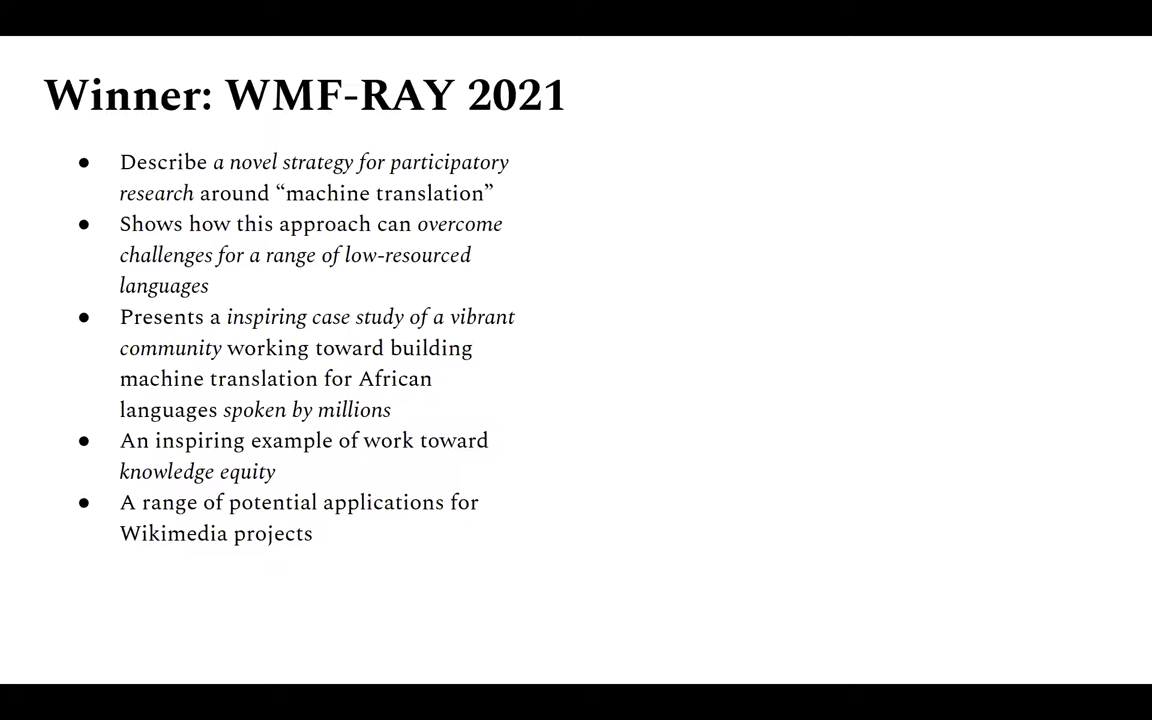 Winner: WMF-RAY 2021
● Describe a novel strategy for participatory
research around “machine translation”
● Shows how this approach can overcome
challenges for a range of low-resourced
languages
● Presents a inspiring case study of a vibrant
community working toward building
machine translation for African
languages spoken by millions
● An inspiring example of work toward
knowledge equity
● A range of potential applications for
Wikimedia projects